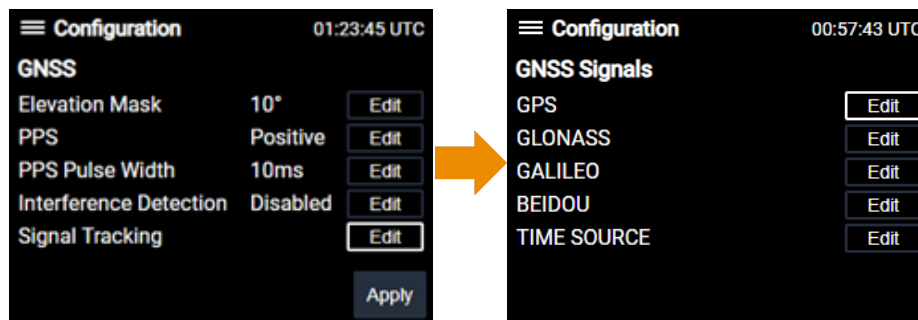 Configuration 01:23:45 UTC
GNSS
Elevation Mask 10° Edit
PPS Positive Edit
PPS Pulse Width 10ms Edit
Interference Detection Disabled Edit
Signal Tracking Edit
Apply
Configuration 00:57:43 UTC
GNSS Signals
GPS Edit
GLONASS Edit
GALILEO Edit
BEIDOU Edit
TIME SOURCE Edit